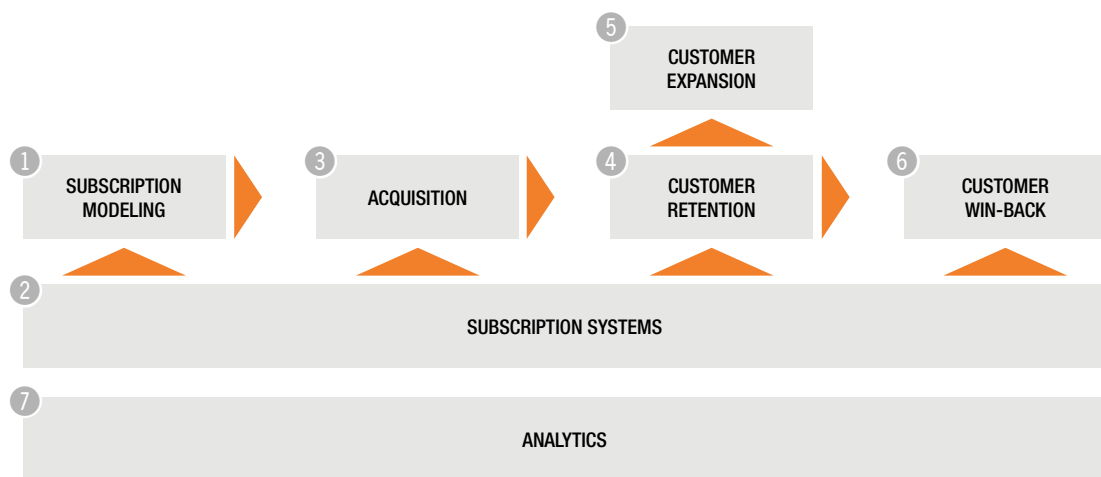 5
CUSTOMER
EXPANSION
1
SUBSCRIPTION
MODELING
3
ACQUISITION
4
CUSTOMER
RETENTION
6
CUSTOMER
WIN-BACK
2
SUBSCRIPTION SYSTEMS
7
ANALYTICS